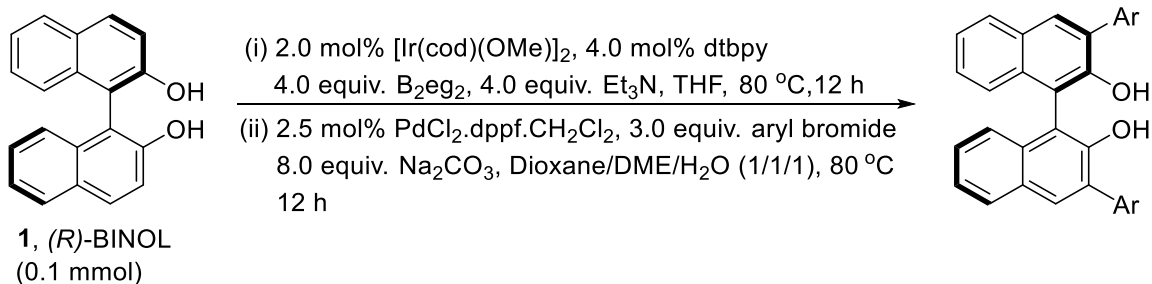 OH
OH
1, (R)-BINOL
(0.1 mmol)
(i) 2.0 mol% [Ir(cod)(OMe)]₂, 4.0 mol% dtbpy
4.0 equiv. B₂eg₂, 4.0 equiv. Et₃N, THF, 80 ᵒC,12 h
(ii) 2.5 mol% PdCl₂.dppf.CH₂Cl₂, 3.0 equiv. aryl bromide
8.0 equiv. Na₂CO₃, Dioxane/DME/H₂O (1/1/1), 80 ᵒC
12 h
Ar
OH
OH
Ar